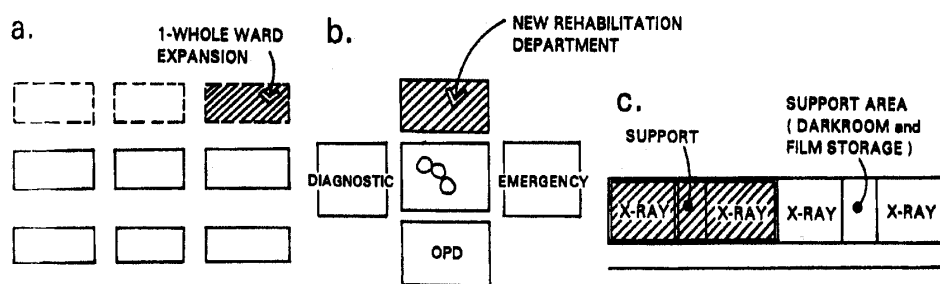 a.
1-WHOLE WARD
EXPANSION
b.
NEW REHABILITATION
DEPARTMENT
DIAGNOSTIC
EMERGENCY
OPD
c.
SUPPORT
SUPPORT AREA
( DARKROOM and
FILM STORAGE )
X-RAY X-RAY X-RAY X-RAY